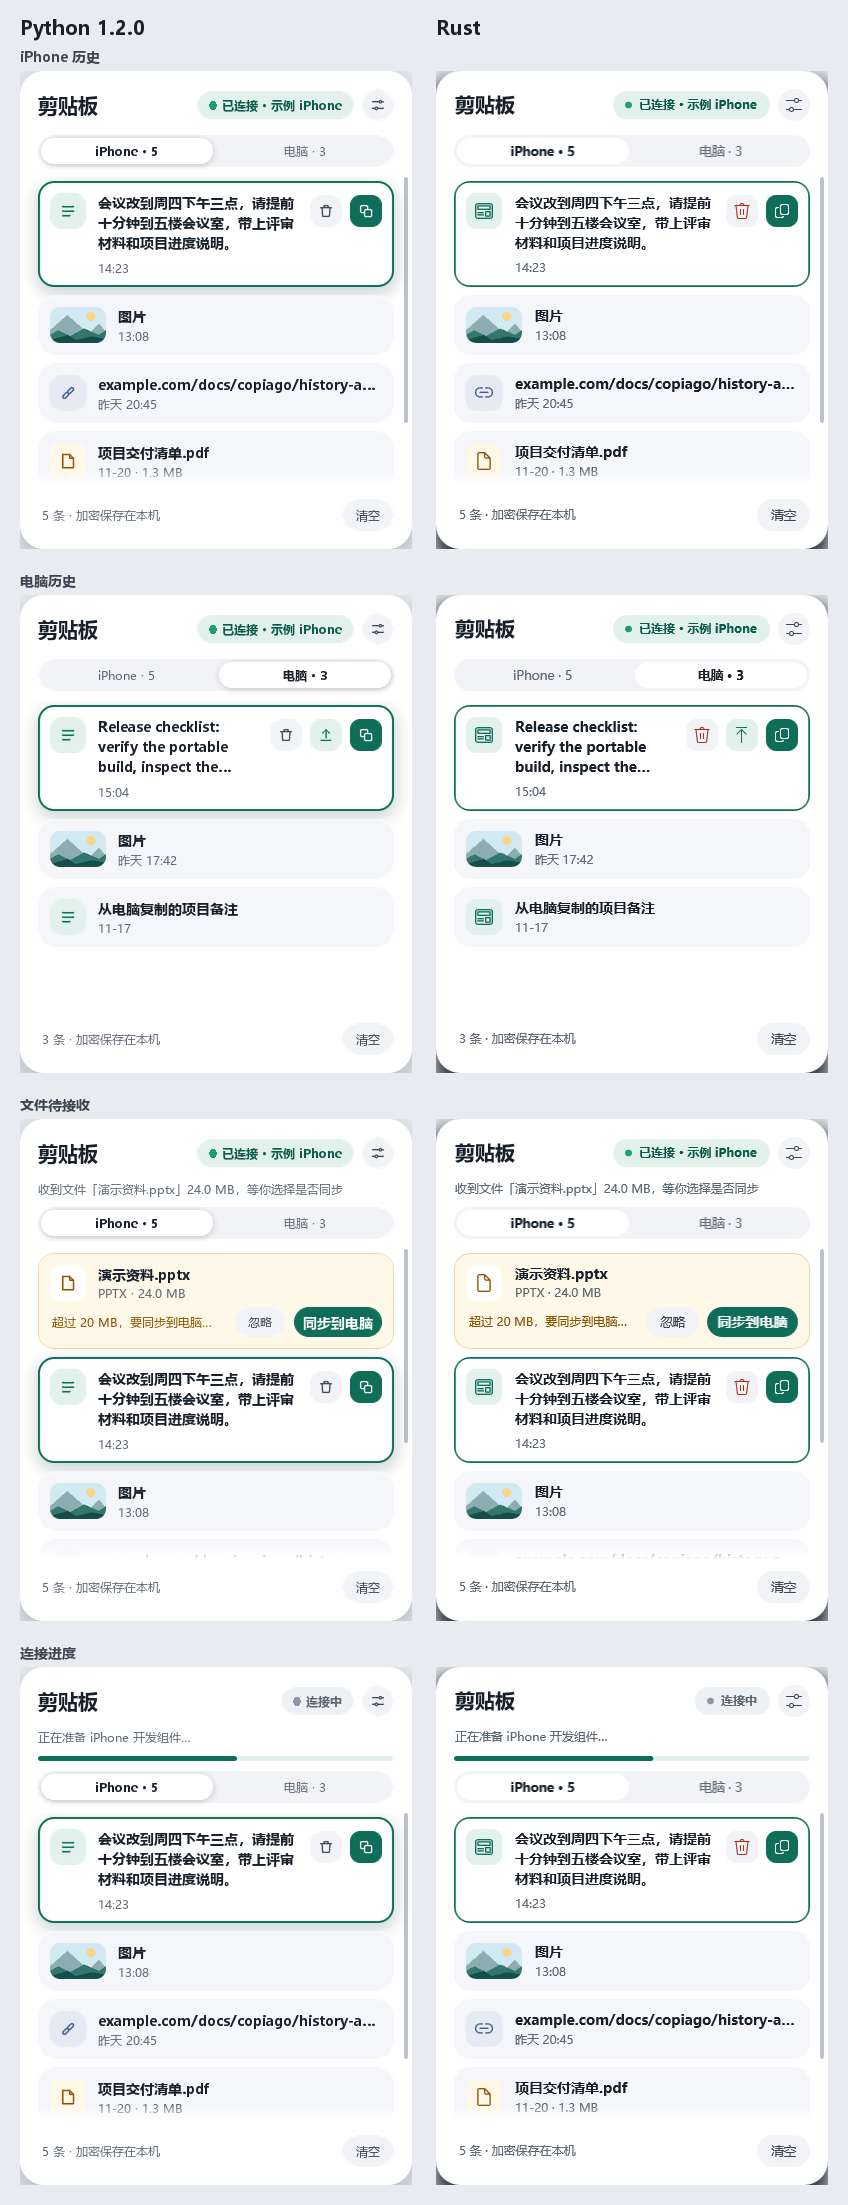 Python 1.2.0
Rust
iPhone 历史
剪贴板
已连接・示例 iPhone
iPhone • 5
电脑 · 3
会议改到周四下午三点，请提前
十分钟到五楼会议室，带上评审
材料和项目进度说明。
14:23
图片
13:08
example.com/docs/copiago/history-a...
昨天 20:45
项目交付清单.pdf
11-20 · 1.3 MB
5 条 · 加密保存在本机
清空
剪贴板
已连接・示例 iPhone
iPhone • 5
电脑 · 3
会议改到周四下午三点，请提前
十分钟到五楼会议室，带上评审
材料和项目进度说明。
14:23
图片
13:08
example.com/docs/copiago/history-a...
昨天 20:45
项目交付清单.pdf
11-20 · 1.3 MB
5 条 · 加密保存在本机
清空
电脑历史
剪贴板
已连接・示例 iPhone
iPhone · 5
电脑 • 3
Release checklist:
verify the portable
build, inspect the...
15:04
图片
昨天 17:42
从电脑复制的项目备注
11-17
3 条 · 加密保存在本机
清空
剪贴板
已连接・示例 iPhone
iPhone · 5
电脑 • 3
Release checklist:
verify the portable
build, inspect the...
15:04
图片
昨天 17:42
从电脑复制的项目备注
11-17
3 条 · 加密保存在本机
清空
文件待接收
剪贴板
已连接・示例 iPhone
收到文件「演示资料.pptx」24.0 MB，等你选择是否同步
iPhone • 5
电脑 · 3
演示资料.pptx
PPTX · 24.0 MB
超过 20 MB，要同步到电脑...
忽略
同步到电脑
会议改到周四下午三点，请提前
十分钟到五楼会议室，带上评审
材料和项目进度说明。
14:23
图片
13:08
5 条 · 加密保存在本机
清空
剪贴板
已连接・示例 iPhone
收到文件「演示资料.pptx」24.0 MB，等你选择是否同步
iPhone • 5
电脑 · 3
演示资料.pptx
PPTX · 24.0 MB
超过 20 MB，要同步到电脑...
忽略
同步到电脑
会议改到周四下午三点，请提前
十分钟到五楼会议室，带上评审
材料和项目进度说明。
14:23
图片
13:08
5 条 · 加密保存在本机
清空
连接进度
剪贴板
连接中
正在准备 iPhone 开发组件...
iPhone • 5
电脑 · 3
会议改到周四下午三点，请提前
十分钟到五楼会议室，带上评审
材料和项目进度说明。
14:23
图片
13:08
example.com/docs/copiago/history-a...
昨天 20:45
项目交付清单.pdf
11-20 · 1.3 MB
5 条 · 加密保存在本机
清空
剪贴板
连接中
正在准备 iPhone 开发组件...
iPhone • 5
电脑 · 3
会议改到周四下午三点，请提前
十分钟到五楼会议室，带上评审
材料和项目进度说明。
14:23
图片
13:08
example.com/docs/copiago/history-a...
昨天 20:45
项目交付清单.pdf
11-20 · 1.3 MB
5 条 · 加密保存在本机
清空